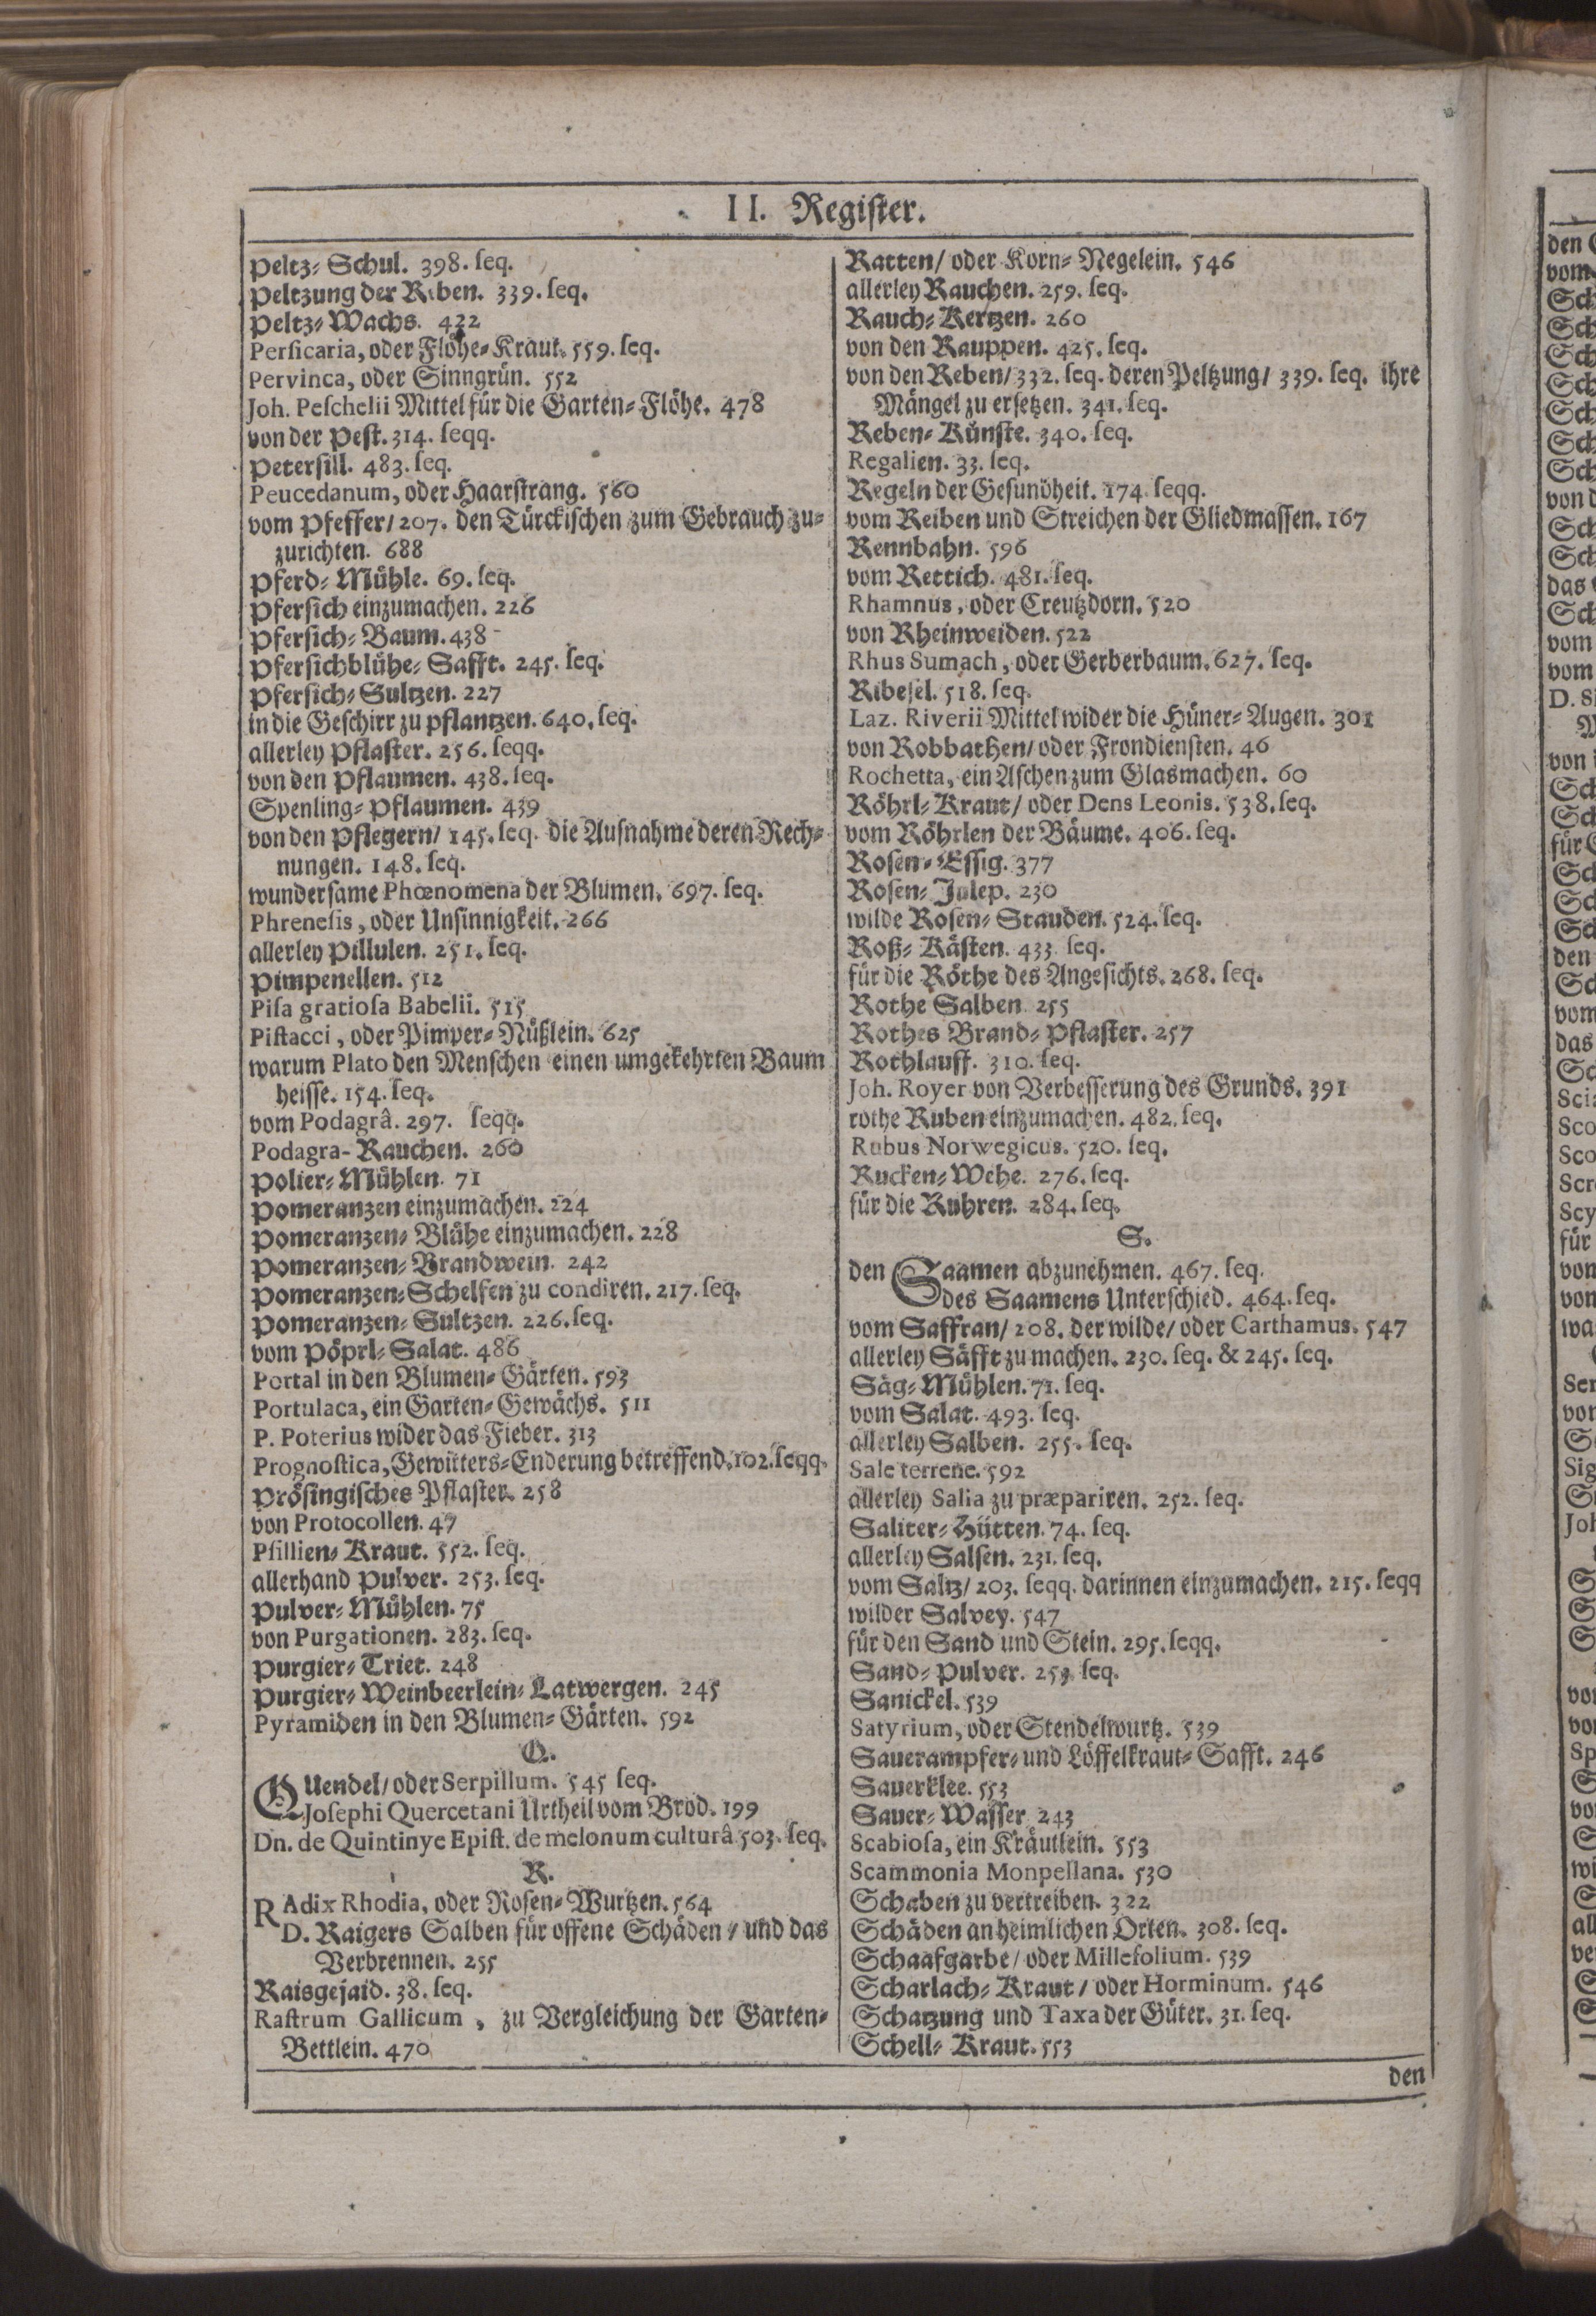 II. Register.
Peltz-Schul. 398. seq.
Peltzung der Reben. 339. seq.
Peltz-Wachs. 422
Persicaria, oder Flöhe-Kraut. 559. seq.
Pervinca, oder Sinngrün. 552
Joh. Peschelii Mittel für die Garten-Flöhe. 478
von der Pest. 314. seqq.
Petersill. 483. seq.
Peucedanum, oder Haarstrang. 560
vom Pfeffer/ 207. den Türckischen zum Gebrauch zu-
zurichten. 688
Pferd-Mühle. 69. seq.
Pfersich einzumachen. 226
Pfersich-Baum. 438
Pfersichblühe-Safft. 245. seq.
Pfersich-Sultzen. 227
in die Geschirr zu pflantzen. 640. seq.
allerley Pflaster. 256. seqq.
von den Pflaumen. 438. seq.
Spenling-Pflaumen. 439
von den Pflegern/ 145. seq. die Aufnahme deren Rech-
nungen. 148. seq.
wundersame Phœnomena der Blumen. 697. seq.
Phrenesis, oder Unsinnigkeit. 266
allerley Pillulen. 251. seq.
Pimpenellen. 512
Pisa gratiosa Babelii. 515
Pistacci, oder Pimper-Nüßlein. 625
warum Plato den Menschen einen umgekehrten Baum
heisse. 154. seq.
vom Podagrâ. 297. seqq.
Podagra-Rauchen. 260
Polier-Mühlen. 71
Pomeranzen einzumachen. 224
Pomeranzen-Blühe einzumachen. 228
Pomeranzen-Brandwein. 242
Pomeranzen-Schelfen zu condiren. 217. seq.
Pomeranzen-Sultzen. 226. seq.
vom Pöprl-Salat. 486
Portal in den Blumen-Gärten. 593
Portulaca, ein Garten-Gewächs. 511
P. Poterius wider das Fieber. 313
Prognostica, Gewitters-Enderung betreffend. 102. seqq.
Prösingisches Pflaster. 258
von Protocollen. 47
Psillien-Kraut. 552. seq.
allerhand Pulver. 253. seq.
Pulver-Mühlen. 75
von Purgationen. 283. seq.
Purgier-Triet. 248
Purgier-Weinbeerlein-Latwergen. 245
Pyramiden in den Blumen-Gärten. 592
Q.
QUendel/ oder Serpillum. 545 seq.
Josephi Quercetani Urtheil vom Brod. 199
Dn. de Quintinye Epist. de melonum culturâ 503. seq.
R.
RAdix Rhodia, oder Rosen-Wurtzen. 564
D. Raigers Salben für offene Schäden/ und das
Verbrennen. 255
Raisgejaid. 38. seq.
Rastrum Gallicum, zu Vergleichung der Garten-
Bettlein. 470
Ratten/ oder Korn-Negelein. 546
allerley Rauchen. 259. seq.
Rauch-Kertzen. 260
von den Rauppen. 425. seq.
von den Reben/ 332. seq. deren Peltzung/ 339. seq. ihre
Mängel zu ersetzen. 341. seq.
Reben-Künste. 340. seq.
Regalien. 33. seq.
Regeln der Gesundheit. 174. seqq.
vom Reiben und Streichen der Gliedmassen. 167
Rennbahn. 596
vom Rettich. 481. seq.
Rhamnus, oder Creutzdorn. 520
von Rheinweiden. 522
Rhus Sumach, oder Gerberbaum. 627. seq.
Ribesel. 518. seq.
Laz. Riverii Mittel wider die Hüner-Augen. 301
von Robbathen/ oder Frondiensten. 46
Rochetta, ein Aschen zum Glasmachen. 60
Röhrl-Kraut/ oder Dens Leonis. 538. seq.
vom Röhrlen der Bäume. 406. seq.
Rosen-Essig. 377
Rosen-Julep. 230
wilde Rosen-Stauden. 524. seq.
Roß-Kästen. 433. seq.
für die Röthe des Angesichts. 268. seq.
Rothe Salben. 255
Rothes Brand-Pflaster. 257
Rothlauff. 310. seq.
Joh. Royer von Verbesserung des Grunds. 391
rothe Ruben einzumachen. 482. seq.
Rubus Norwegicus. 520. seq.
Rucken-Wehe. 276. seq.
für die Ruhren. 284. seq.
S.
den Saamen abzunehmen. 467. seq.
des Saamens Unterschied. 464. seq.
vom Saffran/ 208. der wilde/ oder Carthamus. 547
allerley Säfft zu machen. 230. seq. & 245. seq.
Säg-Mühlen. 71. seq.
vom Salat. 493. seq.
allerley Salben. 255. seq.
Sale terrene. 592
allerley Salia zu præpariren. 252. seq.
Saliter-Hütten. 74. seq.
allerley Salsen. 231. seq.
vom Saltz/ 203. seqq. darinnen einzumachen. 215. seqq
wilder Salvey. 547
für den Sand und Stein. 295. seqq.
Sand-Pulver. 253. seq.
Sanickel. 539
Satyrium, oder Stendelwurtz. 539
Sauerampfer- und Löffelkraut-Safft. 246
Sauerklee. 553
Sauer-Wasser. 243
Scabiosa, ein Kräutlein. 553
Scammonia Monpellana. 530
Schaben zu vertreiben. 322
Schäden an heimlichen Orten. 308. seq.
Schaafgarbe/ oder Millefolium. 539
Scharlach-Kraut/ oder Horminum. 546
Schatzung und Taxa der Güter. 31. seq.
Schell-Kraut. 553
den